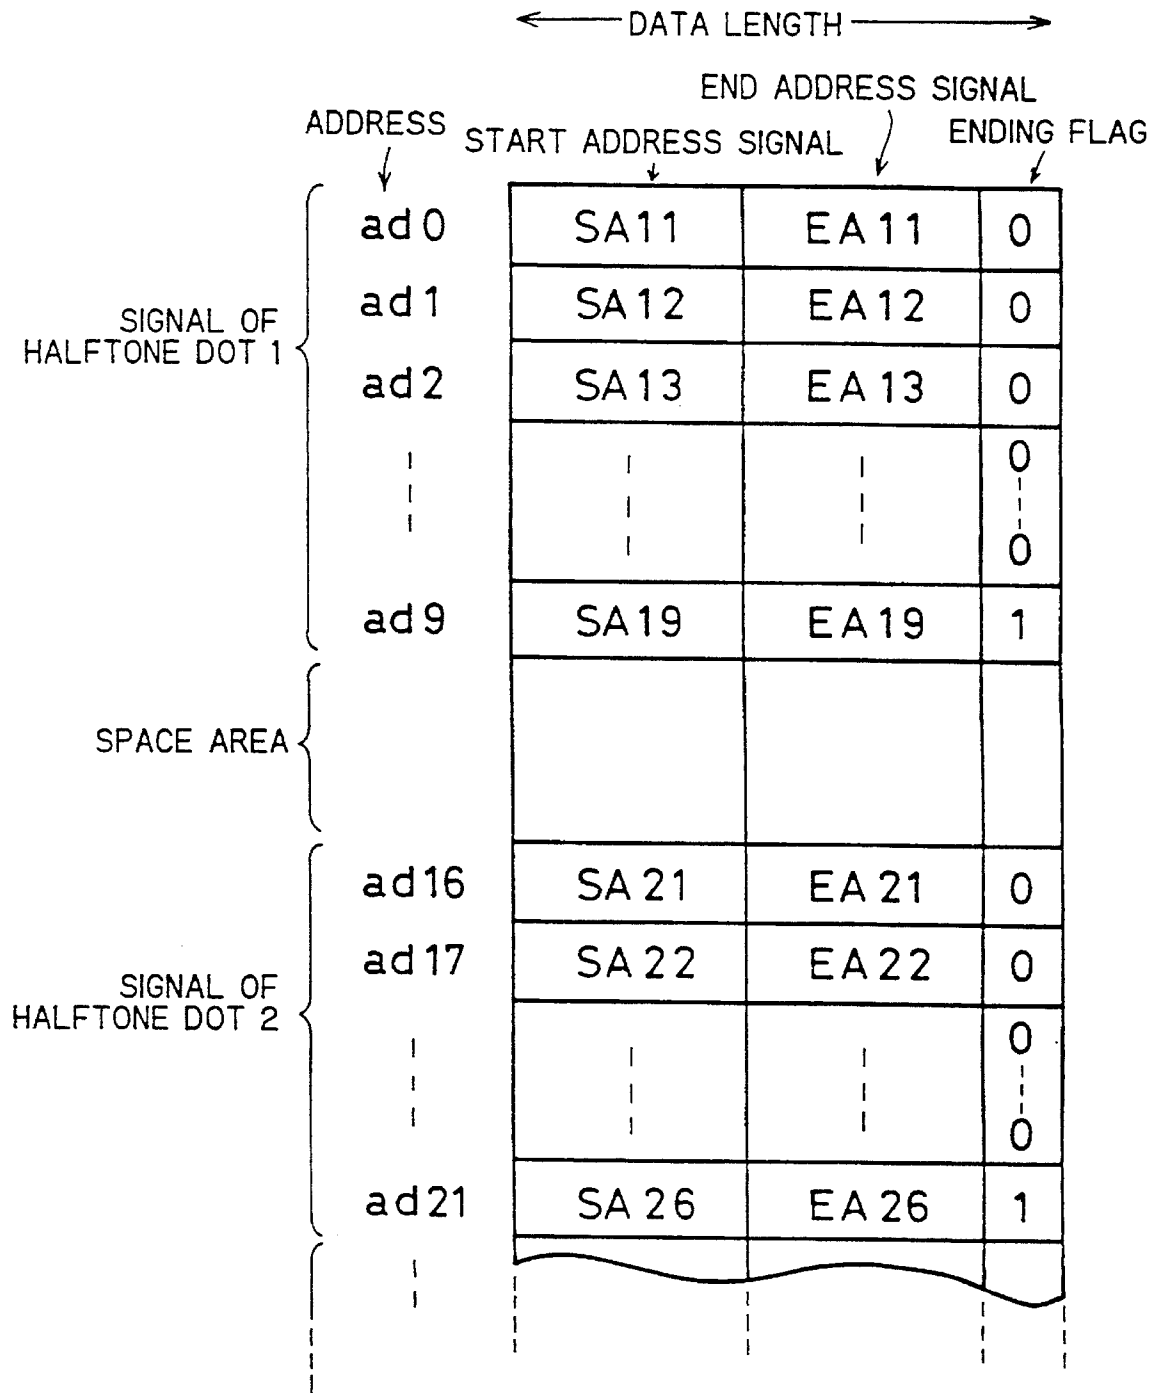 DATA LENGTH
END ADDRESS SIGNAL
ADDRESS
START ADDRESS SIGNAL
ENDING FLAG
ad0 SA11 EA11 0
ad1 SA12 EA12 0
SIGNAL OF
HALFTONE DOT 1
ad2 SA13 EA13 0
0
0
ad9 SA19 EA19 1
SPACE AREA
ad16 SA21 EA21 0
ad17 SA22 EA22 0
SIGNAL OF
HALFTONE DOT 2
0
0
ad21 SA26 EA26 1